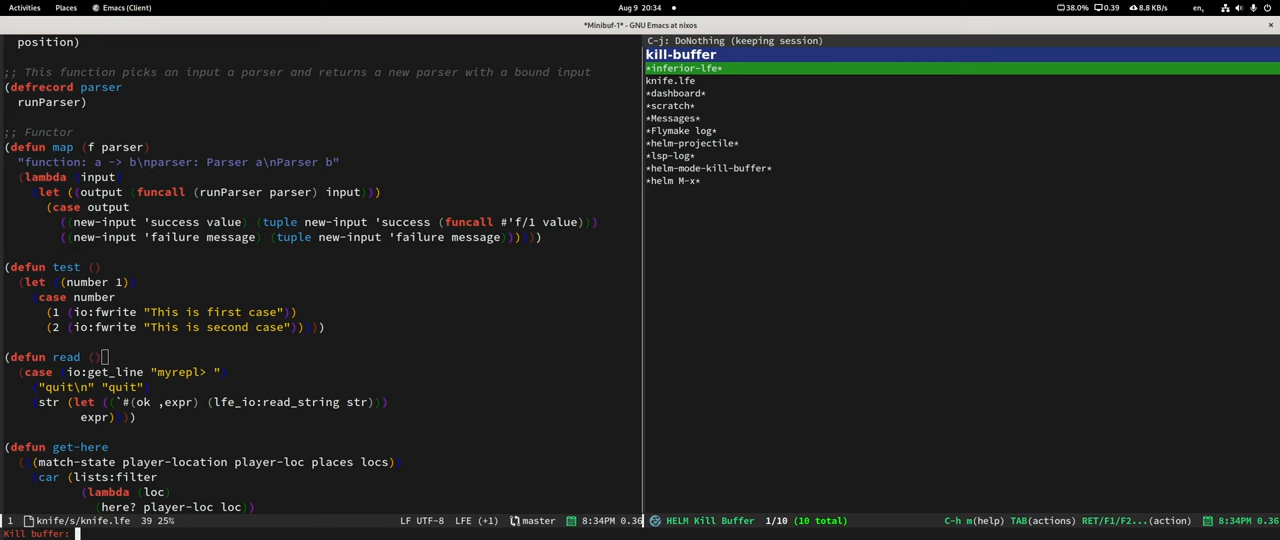 Activities Places Emacs (Client) Aug 9 20:34 38.0% 0.39 8.8 KB/s en,
*Minibuf-1* - GNU Emacs at nixos
position)
;; This function picks an input a parser and returns a new parser with a bound input
(defrecord parser
runParser)
;; Functor
(defun map (f parser)
"function: a -> b\nparser: Parser a\nParser b"
(lambda (input)
(let ((output (funcall (runParser parser) input)))
(case output
((new-input 'success value) (tuple new-input 'success (funcall #'f/1 value)))
((new-input 'failure message) (tuple new-input 'failure message))))))
(defun test ()
(let ((number 1))
(case number
(1 (io:fwrite "This is first case"))
(2 (io:fwrite "This is second case")))))
(defun read ()
(case (io:get_line "myrepl> ")
("quit\n" "quit")
(str (let ((`#(ok ,expr) (lfe_io:read_string str)))
expr))))
(defun get-here
(((match-state player-location player-loc places locs))
(car (lists:filter
(lambda (loc)
(here? player-loc loc))
1 knife/s/knife.lfe 39 25% LF UTF-8 LFE (+1) master 8:34PM 0.36
C-j: DoNothing (keeping session)
kill-buffer
*inferior-lfe*
knife.lfe
*dashboard*
*scratch*
*Messages*
*Flymake log*
*helm-projectile*
*lsp-log*
*helm-mode-kill-buffer*
*helm M-x*
HELM Kill Buffer 1/10 (10 total) C-h m(help) TAB(actions) RET/F1/F2...(action) 8:34PM 0.36
Kill buffer: